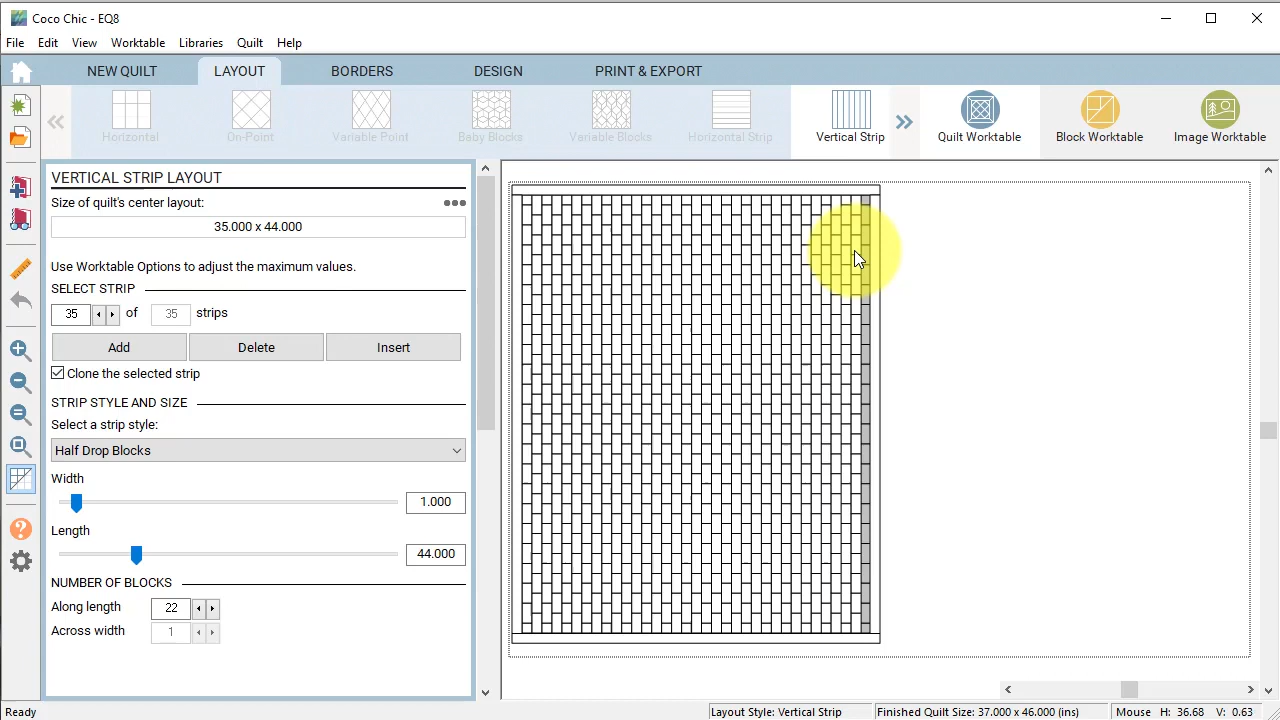 Coco Chic - EQ8
File Edit View Worktable Libraries Quilt Help
NEW QUILT LAYOUT BORDERS DESIGN PRINT & EXPORT
Horizontal On-Point Variable Point Baby Blocks Variable Blocks Horizontal Strip Vertical Strip Quilt Worktable Block Worktable Image Worktable
VERTICAL STRIP LAYOUT
Size of quilt's center layout:
35.000 x 44.000
Use Worktable Options to adjust the maximum values.
SELECT STRIP
35 of 35 strips
Add Delete Insert
Clone the selected strip
STRIP STYLE AND SIZE
Select a strip style:
Half Drop Blocks
Width
1.000
Length
44.000
NUMBER OF BLOCKS
Along length 22
Across width 1
Ready Layout Style: Vertical Strip Finished Quilt Size: 37.000 x 46.000 (ins) Mouse H: 36.68 V: 0.63